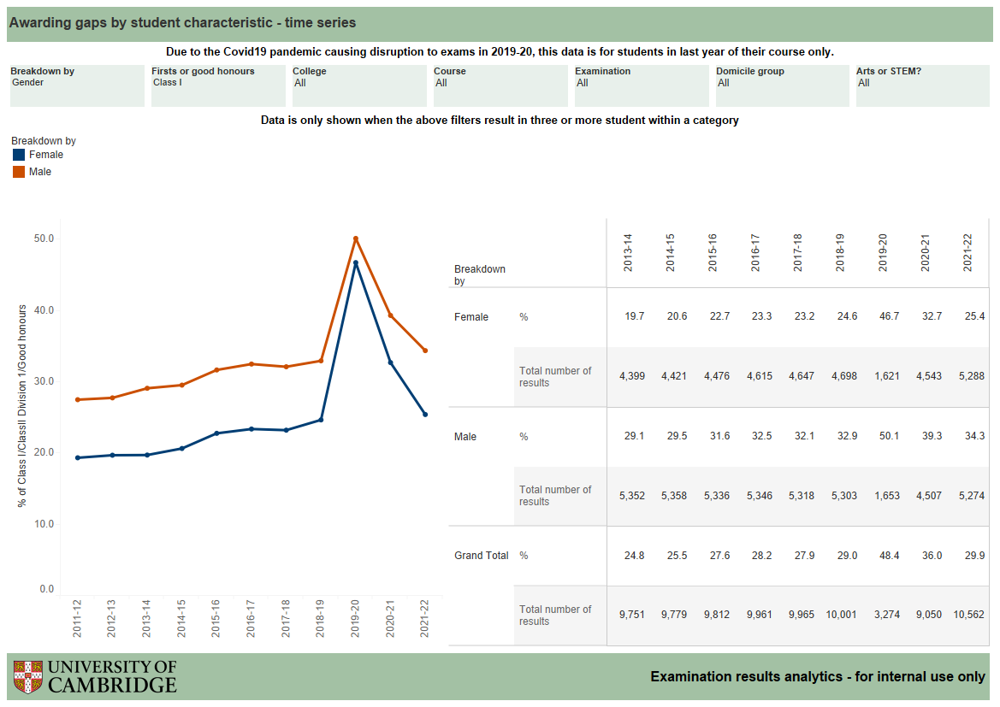 Awarding gaps by student characteristic - time series
Due to the Covid19 pandemic causing disruption to exams in 2019-20, this data is for students in last year of their course only.
Breakdown by Firsts or good honours College Course Examination Domicile group Arts or STEM?
Gender Class I All All All All All
Data is only shown when the above filters result in three or more student within a category
Breakdown by
Female
Male
% of Class I/ClassII Division 1/Good honours
50.0
40.0
30.0
20.0
10.0
0.0
2011-12 2012-13 2013-14 2014-15 2015-16 2016-17 2017-18 2018-19 2019-20 2020-21 2021-22
Breakdown
by
2013-14 2014-15 2015-16 2016-17 2017-18 2018-19 2019-20 2020-21 2021-22
Female % 19.7 20.6 22.7 23.3 23.2 24.6 46.7 32.7 25.4
Total number of
results
4,399 4,421 4,476 4,615 4,647 4,698 1,621 4,543 5,288
Male % 29.1 29.5 31.6 32.5 32.1 32.9 50.1 39.3 34.3
Total number of
results
5,352 5,358 5,336 5,346 5,318 5,303 1,653 4,507 5,274
Grand Total % 24.8 25.5 27.6 28.2 27.9 29.0 48.4 36.0 29.9
Total number of
results
9,751 9,779 9,812 9,961 9,965 10,001 3,274 9,050 10,562
UNIVERSITY OF
CAMBRIDGE
Examination results analytics - for internal use only